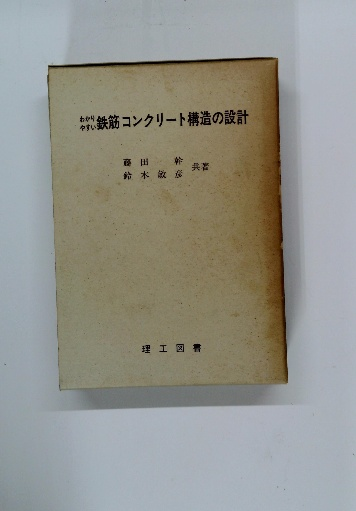 わかりやすい 鉄筋コンクリート構造の設計
藤田 幹
鈴木敏彦
共著
理工図書